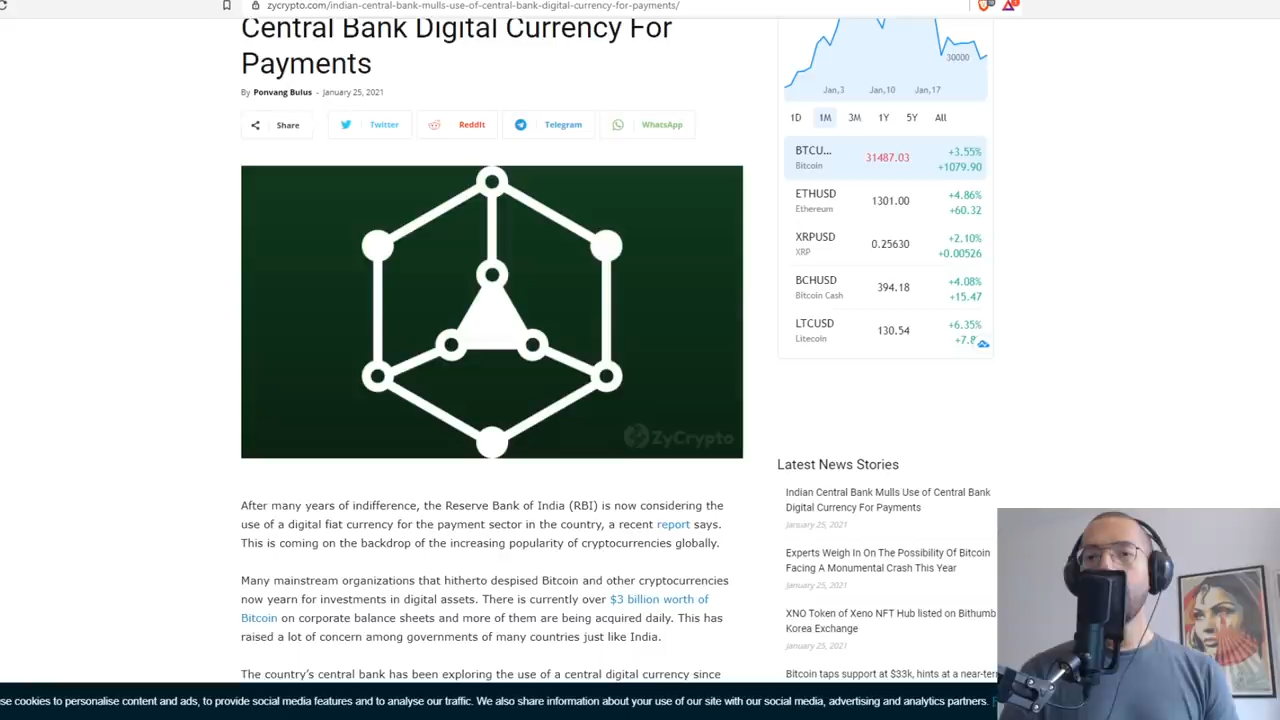 zycrypto.com/indian-central-bank-mulls-use-of-central-bank-digital-currency-for-payments/
Central Bank Digital Currency For
Payments
By Ponvang Bulus - January 25, 2021
Share
Twitter
ReddIt
Telegram
WhatsApp
ZyCrypto
After many years of indifference, the Reserve Bank of India (RBI) is now considering the
use of a digital fiat currency for the payment sector in the country, a recent report says.
This is coming on the backdrop of the increasing popularity of cryptocurrencies globally.
Many mainstream organizations that hitherto despised Bitcoin and other cryptocurrencies
now yearn for investments in digital assets. There is currently over $3 billion worth of
Bitcoin on corporate balance sheets and more of them are being acquired daily. This has
raised a lot of concern among governments of many countries just like India.
The country's central bank has been exploring the use of a central digital currency since
30000
Jan,3 Jan,10 Jan,17
1D 1M 3M 1Y 5Y All
BTCU... 31487.03 +3.55%
Bitcoin +1079.90
ETHUSD 1301.00 +4.86%
Ethereum +60.32
XRPUSD 0.25630 +2.10%
XRP +0.00526
BCHUSD 394.18 +4.08%
Bitcoin Cash +15.47
LTCUSD 130.54 +6.35%
Litecoin
Latest News Stories
Indian Central Bank Mulls Use of Central Bank
Digital Currency For Payments
January 25, 2021
Experts Weigh In On The Possibility Of Bitcoin
Facing A Monumental Crash This Year
January 25, 2021
XNO Token of Xeno NFT Hub listed on Bithumb
Korea Exchange
January 25, 2021
Bitcoin taps support at $33k, hints at a near-
se cookies to personalise content and ads, to provide social media features and to analyse our traffic. We also share information about your use of our site with our social media, advertising and analytics partners.